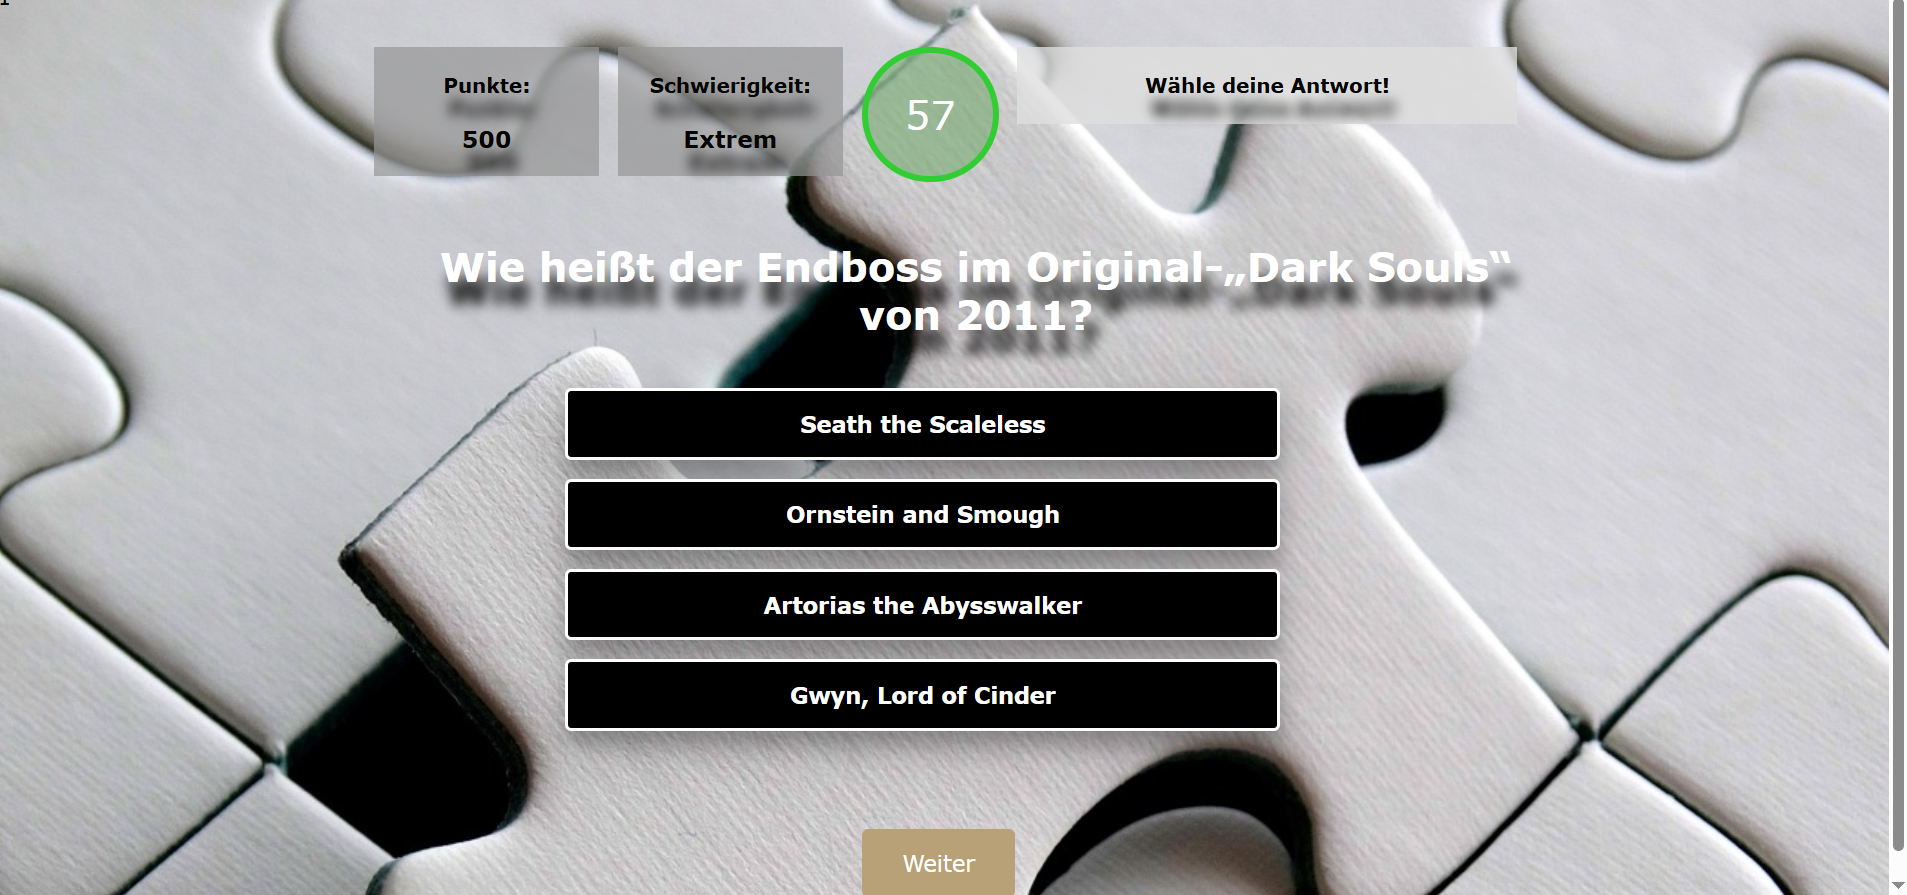 Punkte:
500
Schwierigkeit:
Extrem
57
Wähle deine Antwort!
Wie heißt der Endboss im Original-„Dark Souls“
von 2011?
Seath the Scaleless
Ornstein and Smough
Artorias the Abysswalker
Gwyn, Lord of Cinder
Weiter